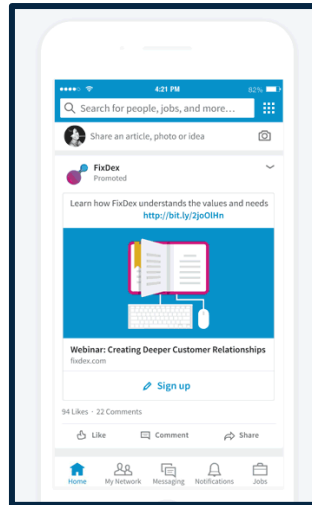 4:21 PM
82%
Search for people, jobs, and more...
Share an article, photo or idea
FixDex
Promoted
Learn how FixDex understands the values and needs
http://bit.ly/2joOlHn
Webinar: Creating Deeper Customer Relationships
fixdex.com
Sign up
94 Likes · 22 Comments
Like Comment Share
Home My Network Messaging Notifications Jobs